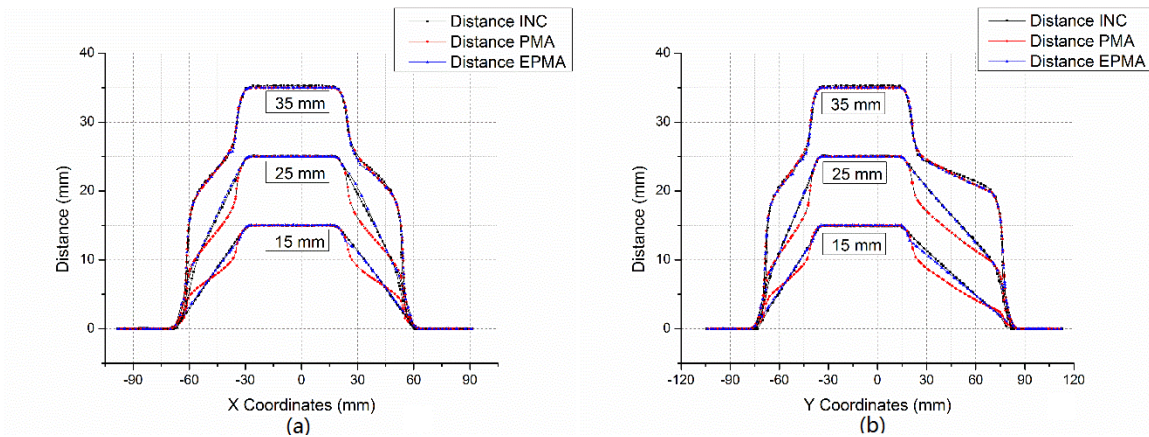 Distance INC
Distance PMA
Distance EPMA
40
30
20
10
0
Distance (mm)
35 mm
25 mm
15 mm
-90 -60 -30 0 30 60 90
X Coordinates (mm)
(a)
Distance INC
Distance PMA
Distance EPMA
40
30
20
10
0
Distance (mm)
35 mm
25 mm
15 mm
-120 -90 -60 -30 0 30 60 90 120
Y Coordinates (mm)
(b)